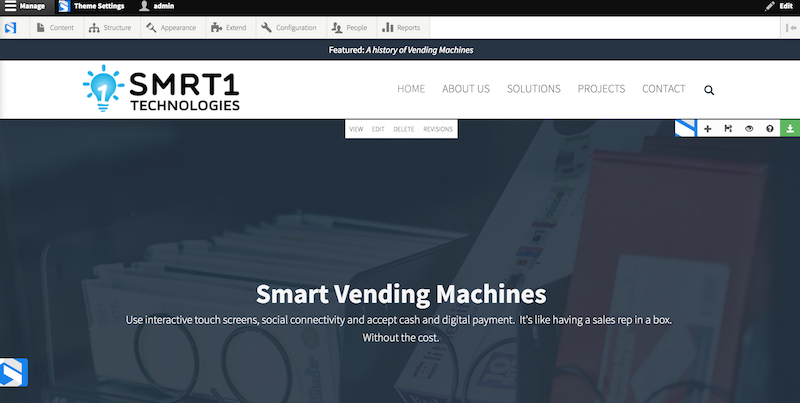 Manage Theme Settings admin Edit
Content Structure Appearance Extend Configuration People Reports
Featured: A history of Vending Machines
SMRT1
TECHNOLOGIES
HOME ABOUT US SOLUTIONS PROJECTS CONTACT
VIEW EDIT DELETE REVISIONS
Smart Vending Machines
Use interactive touch screens, social connectivity and accept cash and digital payment. It's like having a sales rep in a box.
Without the cost.